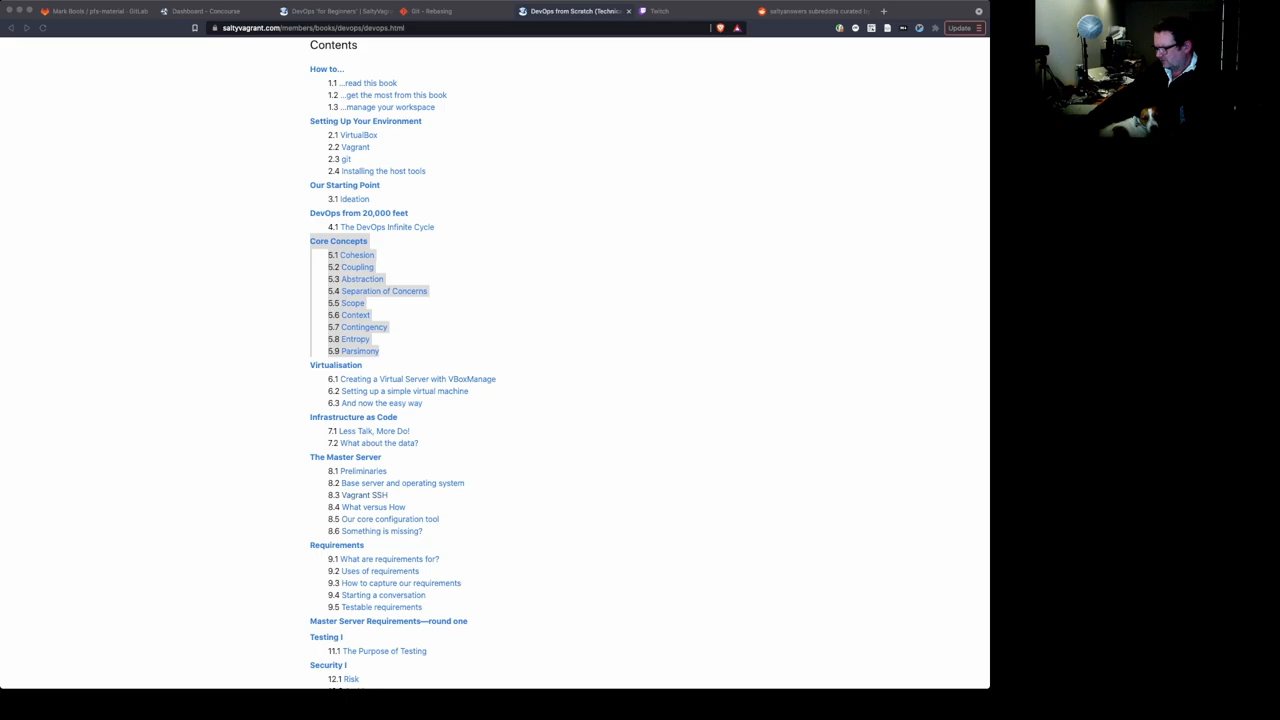 Mark Bools / pfs-material · GitLab
Dashboard - Concourse
DevOps 'for Beginners' | SaltyVag
Git - Rebasing
DevOps from Scratch (Technic
Twitch
saltyanswers subreddits curated b
saltyvagrant.com/members/books/devops/devops.html
Update
Contents
How to...
1.1 ...read this book
1.2 ...get the most from this book
1.3 ...manage your workspace
Setting Up Your Environment
2.1 VirtualBox
2.2 Vagrant
2.3 git
2.4 Installing the host tools
Our Starting Point
3.1 Ideation
DevOps from 20,000 feet
4.1 The DevOps Infinite Cycle
Core Concepts
5.1 Cohesion
5.2 Coupling
5.3 Abstraction
5.4 Separation of Concerns
5.5 Scope
5.6 Context
5.7 Contingency
5.8 Entropy
5.9 Parsimony
Virtualisation
6.1 Creating a Virtual Server with VBoxManage
6.2 Setting up a simple virtual machine
6.3 And now the easy way
Infrastructure as Code
7.1 Less Talk, More Do!
7.2 What about the data?
The Master Server
8.1 Preliminaries
8.2 Base server and operating system
8.3 Vagrant SSH
8.4 What versus How
8.5 Our core configuration tool
8.6 Something is missing?
Requirements
9.1 What are requirements for?
9.2 Uses of requirements
9.3 How to capture our requirements
9.4 Starting a conversation
9.5 Testable requirements
Master Server Requirements—round one
Testing I
11.1 The Purpose of Testing
Security I
12.1 Risk